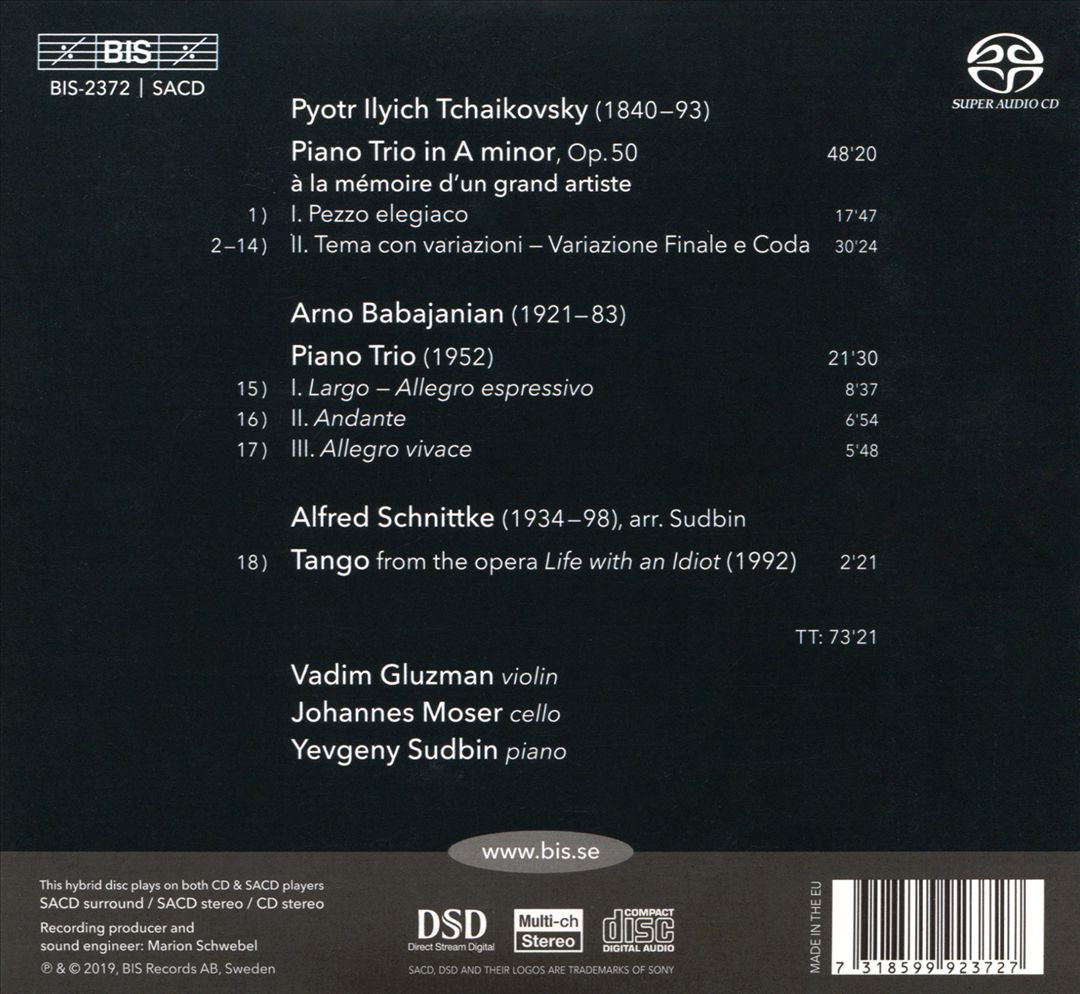 BIS
BIS-2372 | SACD
SUPER AUDIO CD
Pyotr Ilyich Tchaikovsky (1840–93)
Piano Trio in A minor, Op. 50 48'20
à la mémoire d'un grand artiste
1) I. Pezzo elegiaco 17'47
2–14) II. Tema con variazioni – Variazione Finale e Coda 30'24
Arno Babajanian (1921–83)
Piano Trio (1952) 21'30
15) I. Largo – Allegro espressivo 8'37
16) II. Andante 6'54
17) III. Allegro vivace 5'48
Alfred Schnittke (1934–98), arr. Sudbin
18) Tango from the opera Life with an Idiot (1992) 2'21
TT: 73'21
Vadim Gluzman violin
Johannes Moser cello
Yevgeny Sudbin piano
www.bis.se
This hybrid disc plays on both CD & SACD players
SACD surround / SACD stereo / CD stereo
Recording producer and
sound engineer: Marion Schwebel
℗ & © 2019, BIS Records AB, Sweden
DSD
Direct Stream Digital
Multi-ch
Stereo
COMPACT
disc
DIGITAL AUDIO
SACD, DSD AND THEIR LOGOS ARE TRADEMARKS OF SONY
MADE IN THE EU
7 318599 923727